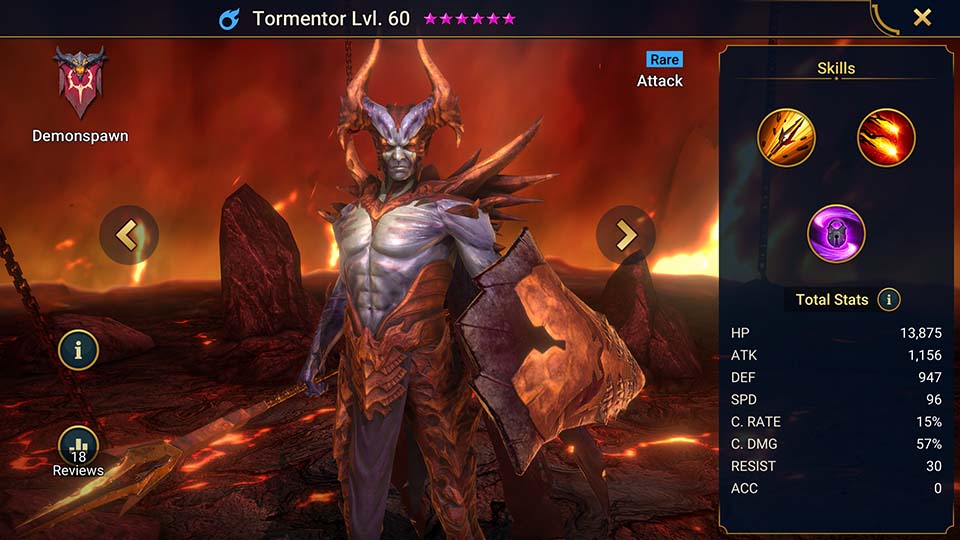 Tormentor Lvl. 60
Demonspawn
Rare
Attack
18
Reviews
Skills
Total Stats i
HP 13,875
ATK 1,156
DEF 947
SPD 96
C. RATE 15%
C. DMG 57%
RESIST 30
ACC 0